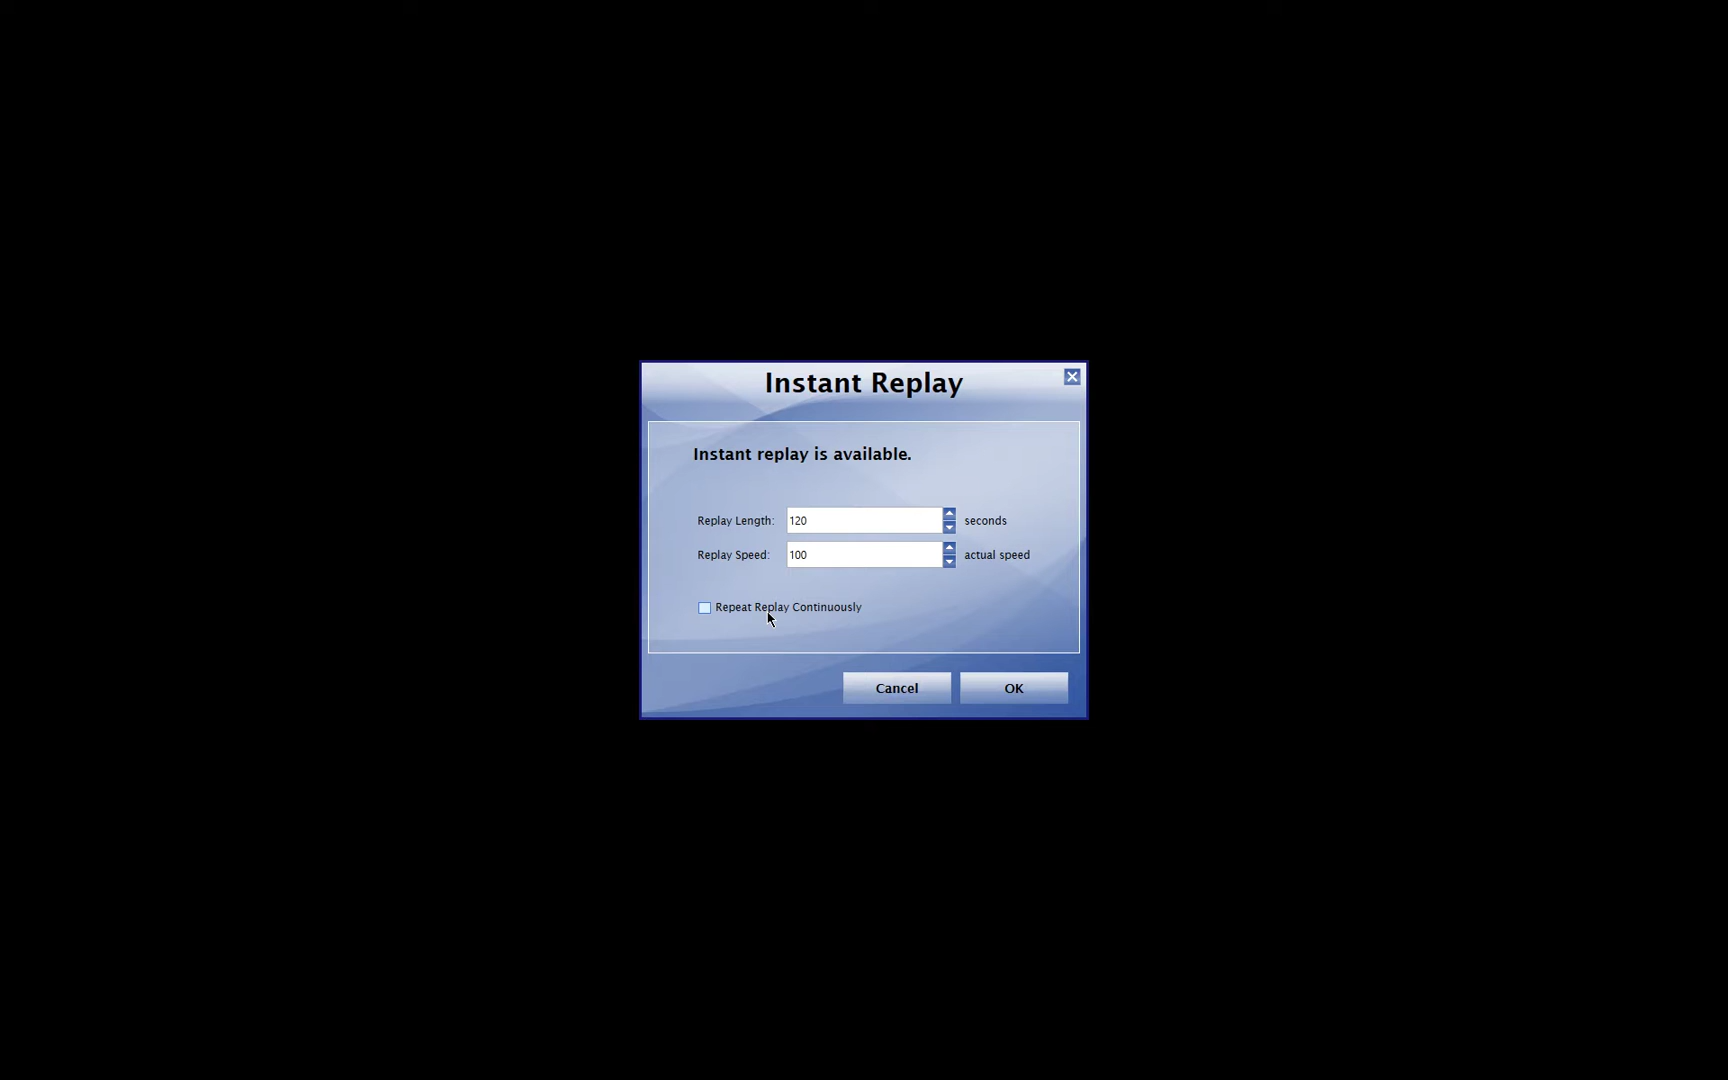 Instant Replay
Instant replay is available.
Replay Length: 120 seconds
Replay Speed: 100 actual speed
Repeat Replay Continuously
Cancel OK